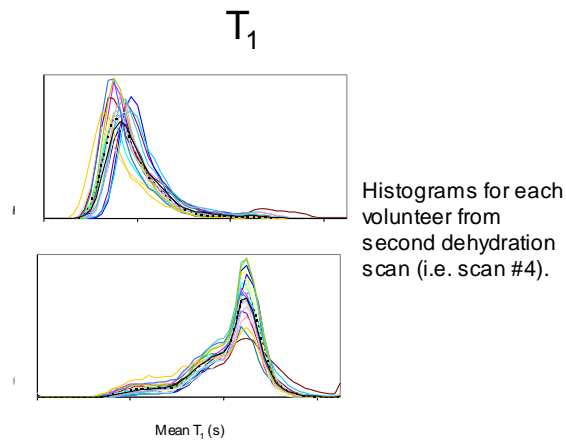 T₁
Histograms for each
volunteer from
second dehydration
scan (i.e. scan #4).
Mean T₁ (s)